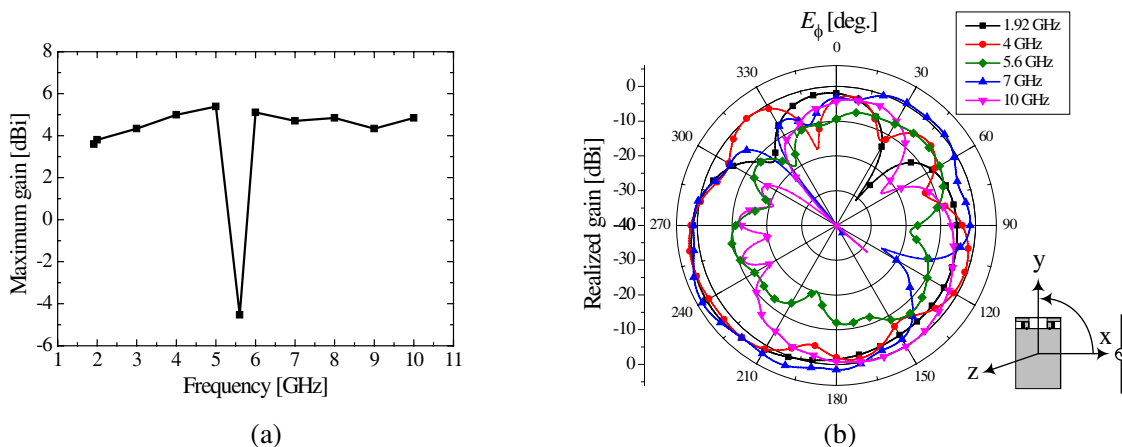 8
6
4
2
0
-2
-4
-6
Maximum gain [dBi]
1 2 3 4 5 6 7 8 9 10 11
Frequency [GHz]
(a)
E_ϕ [deg.]
1.92 GHz
4 GHz
5.6 GHz
7 GHz
10 GHz
0
30
60
90
120
150
180
210
240
270
300
330
0
-10
-20
-30
-40
-30
-20
-10
0
Realized gain [dBi]
y
x
z
(b)